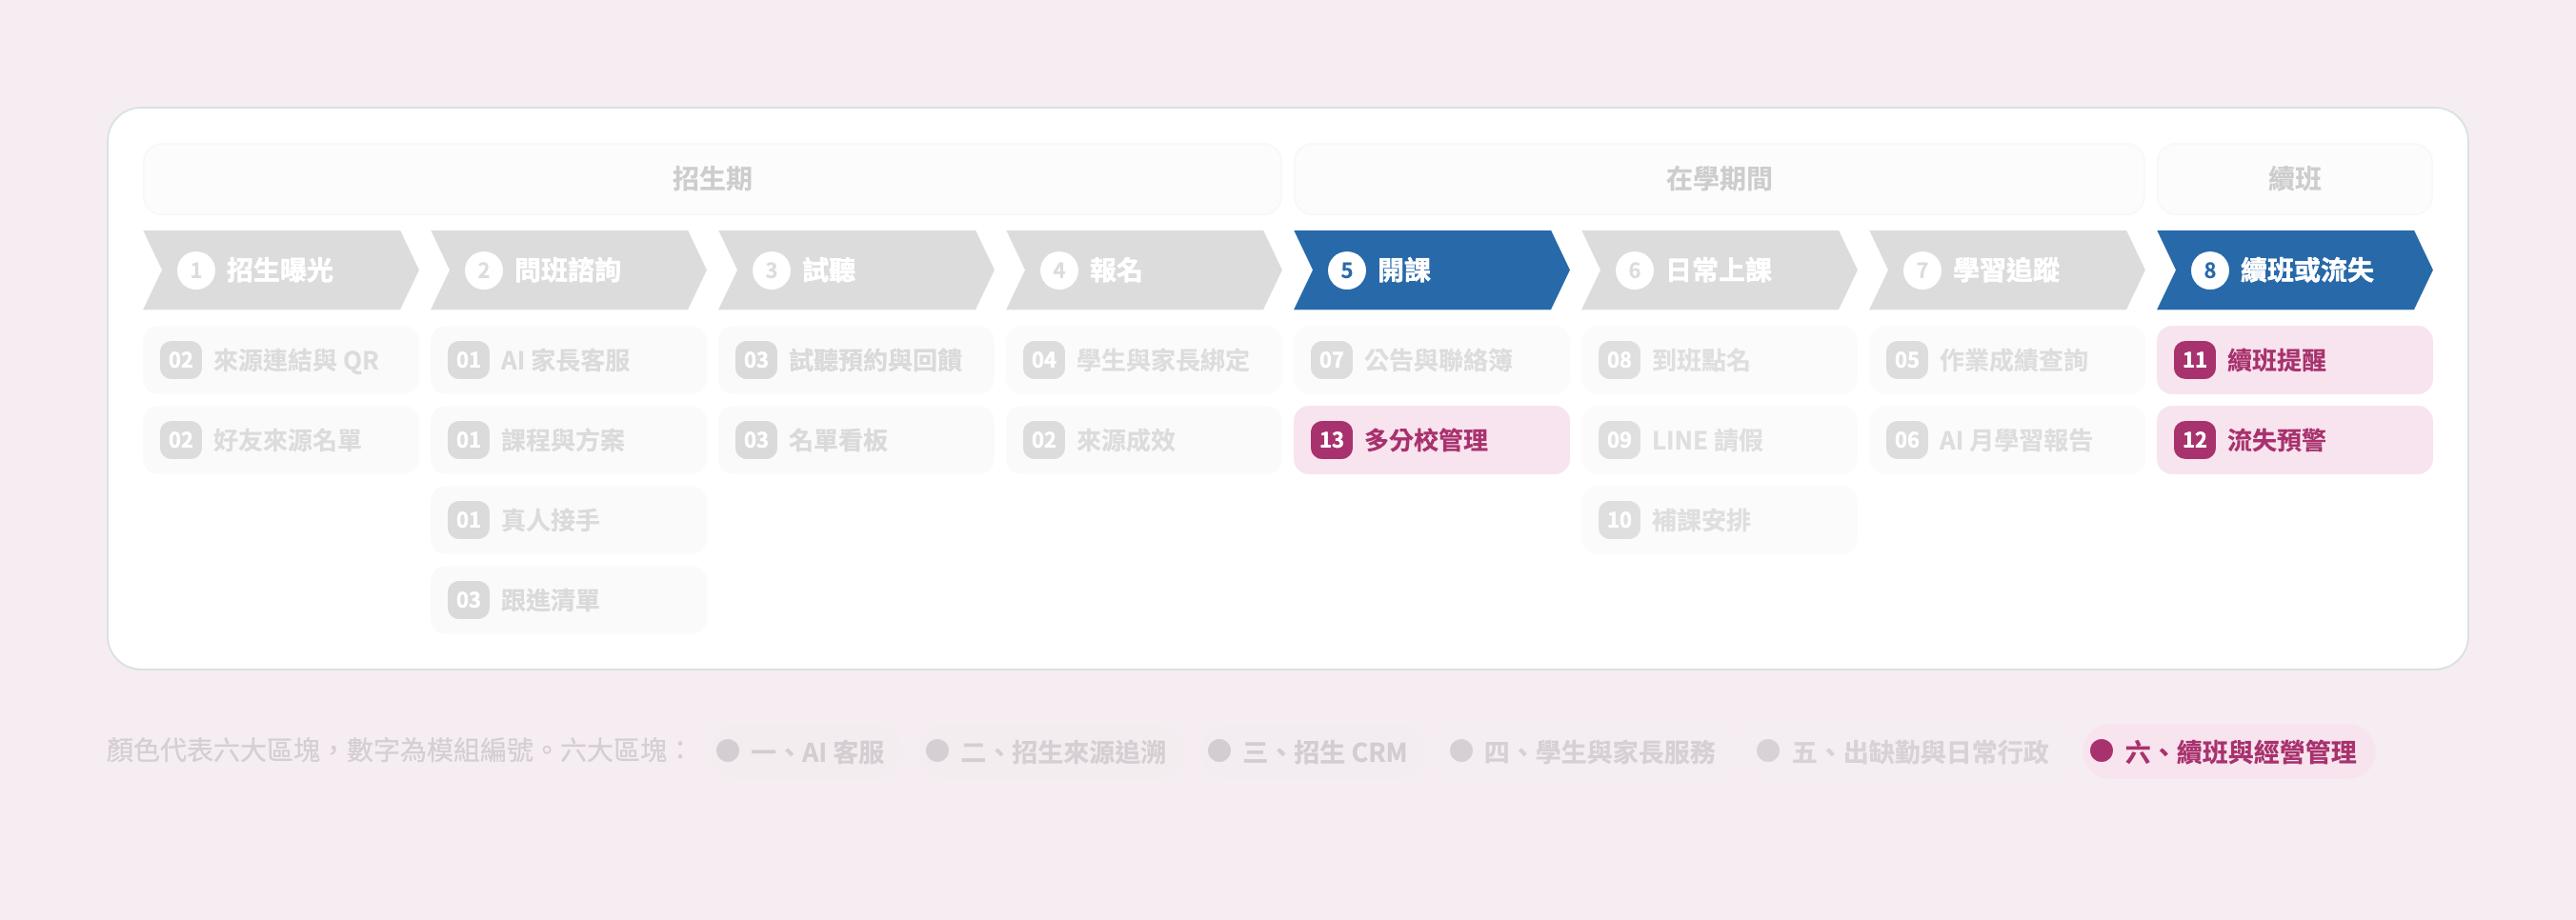 招生期
在學期間
續班
1 招生曝光
2 問班諮詢
3 試聽
4 報名
5 開課
6 日常上課
7 學習追蹤
8 續班或流失
02 來源連結與 QR
01 AI 家長客服
03 試聽預約與回饋
04 學生與家長綁定
07 公告與聯絡簿
08 到班點名
05 作業成績查詢
11 續班提醒
02 好友來源名單
01 課程與方案
03 名單看板
02 來源成效
13 多分校管理
09 LINE 請假
06 AI 月學習報告
12 流失預警
01 真人接手
10 補課安排
03 跟進清單
顏色代表六大區塊，數字為模組編號。六大區塊：
一、AI 客服
二、招生來源追溯
三、招生 CRM
四、學生與家長服務
五、出缺勤與日常行政
六、續班與經營管理